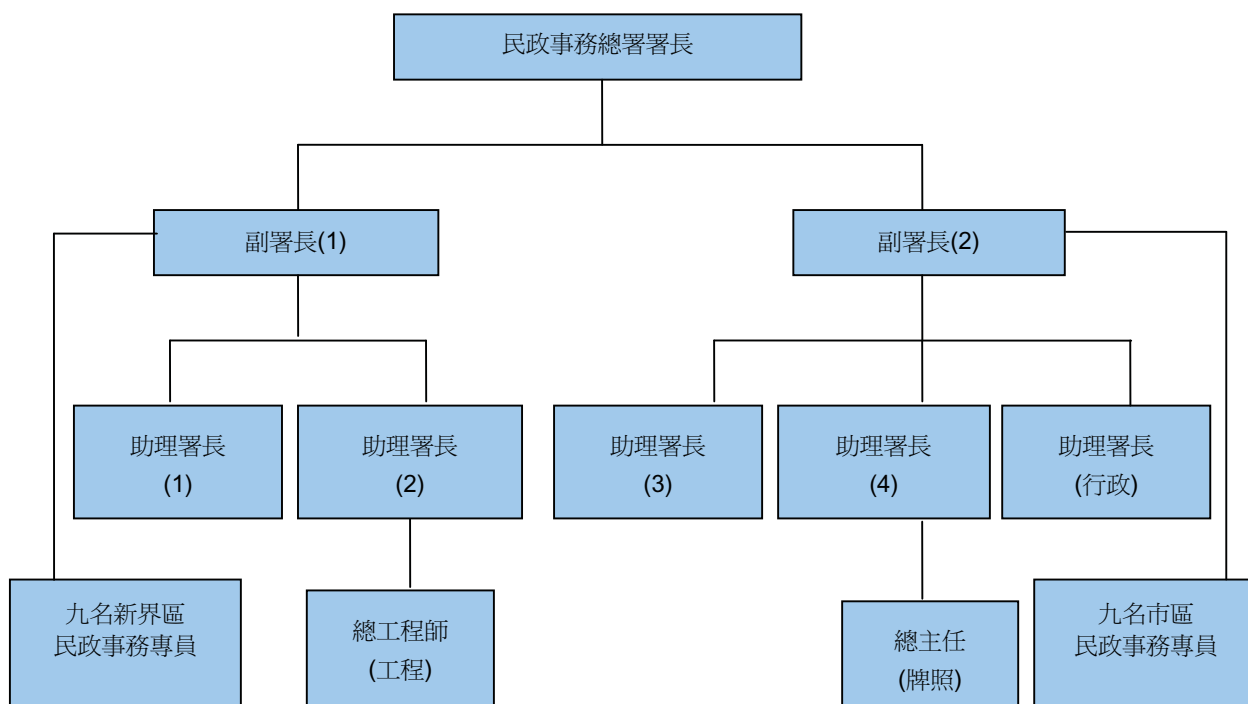 民政事務總署署長
副署長(1)
副署長(2)
助理署長
(1)
助理署長
(2)
助理署長
(3)
助理署長
(4)
助理署長
(行政)
九名新界區
民政事務專員
總工程師
(工程)
總主任
(牌照)
九名市區
民政事務專員